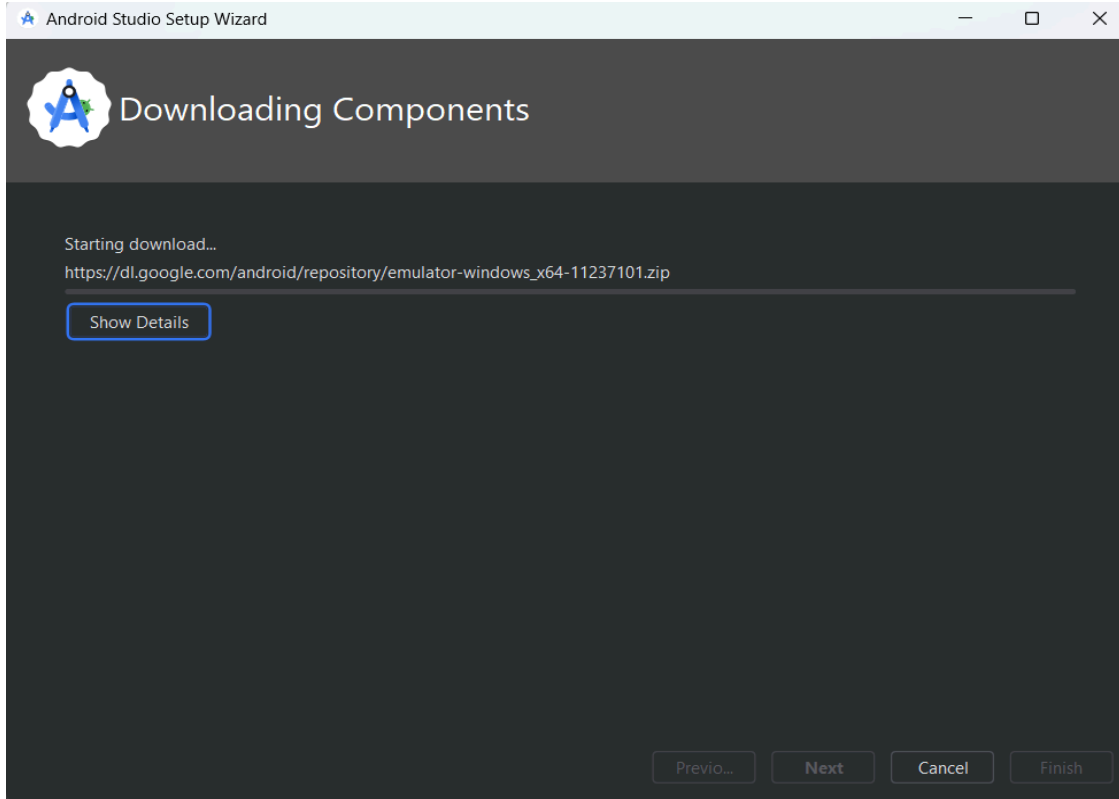 Android Studio Setup Wizard
Downloading Components
Starting download...
https://dl.google.com/android/repository/emulator-windows_x64-11237101.zip
Show Details
Previo... Next Cancel Finish